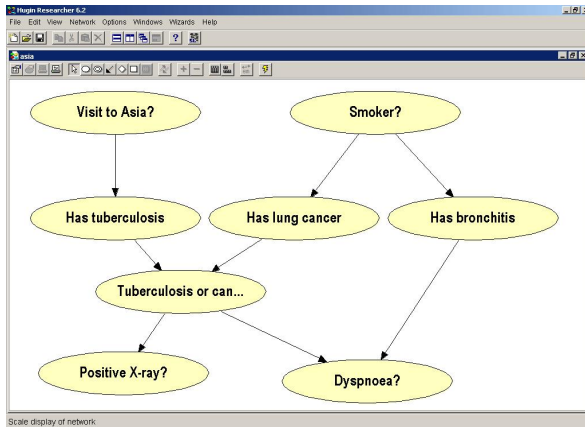 Hugin Researcher 6.2
File Edit View Network Options Windows Wizards Help
asia
Visit to Asia?
Smoker?
Has tuberculosis
Has lung cancer
Has bronchitis
Tuberculosis or can...
Positive X-ray?
Dyspnoea?
Scale display of network